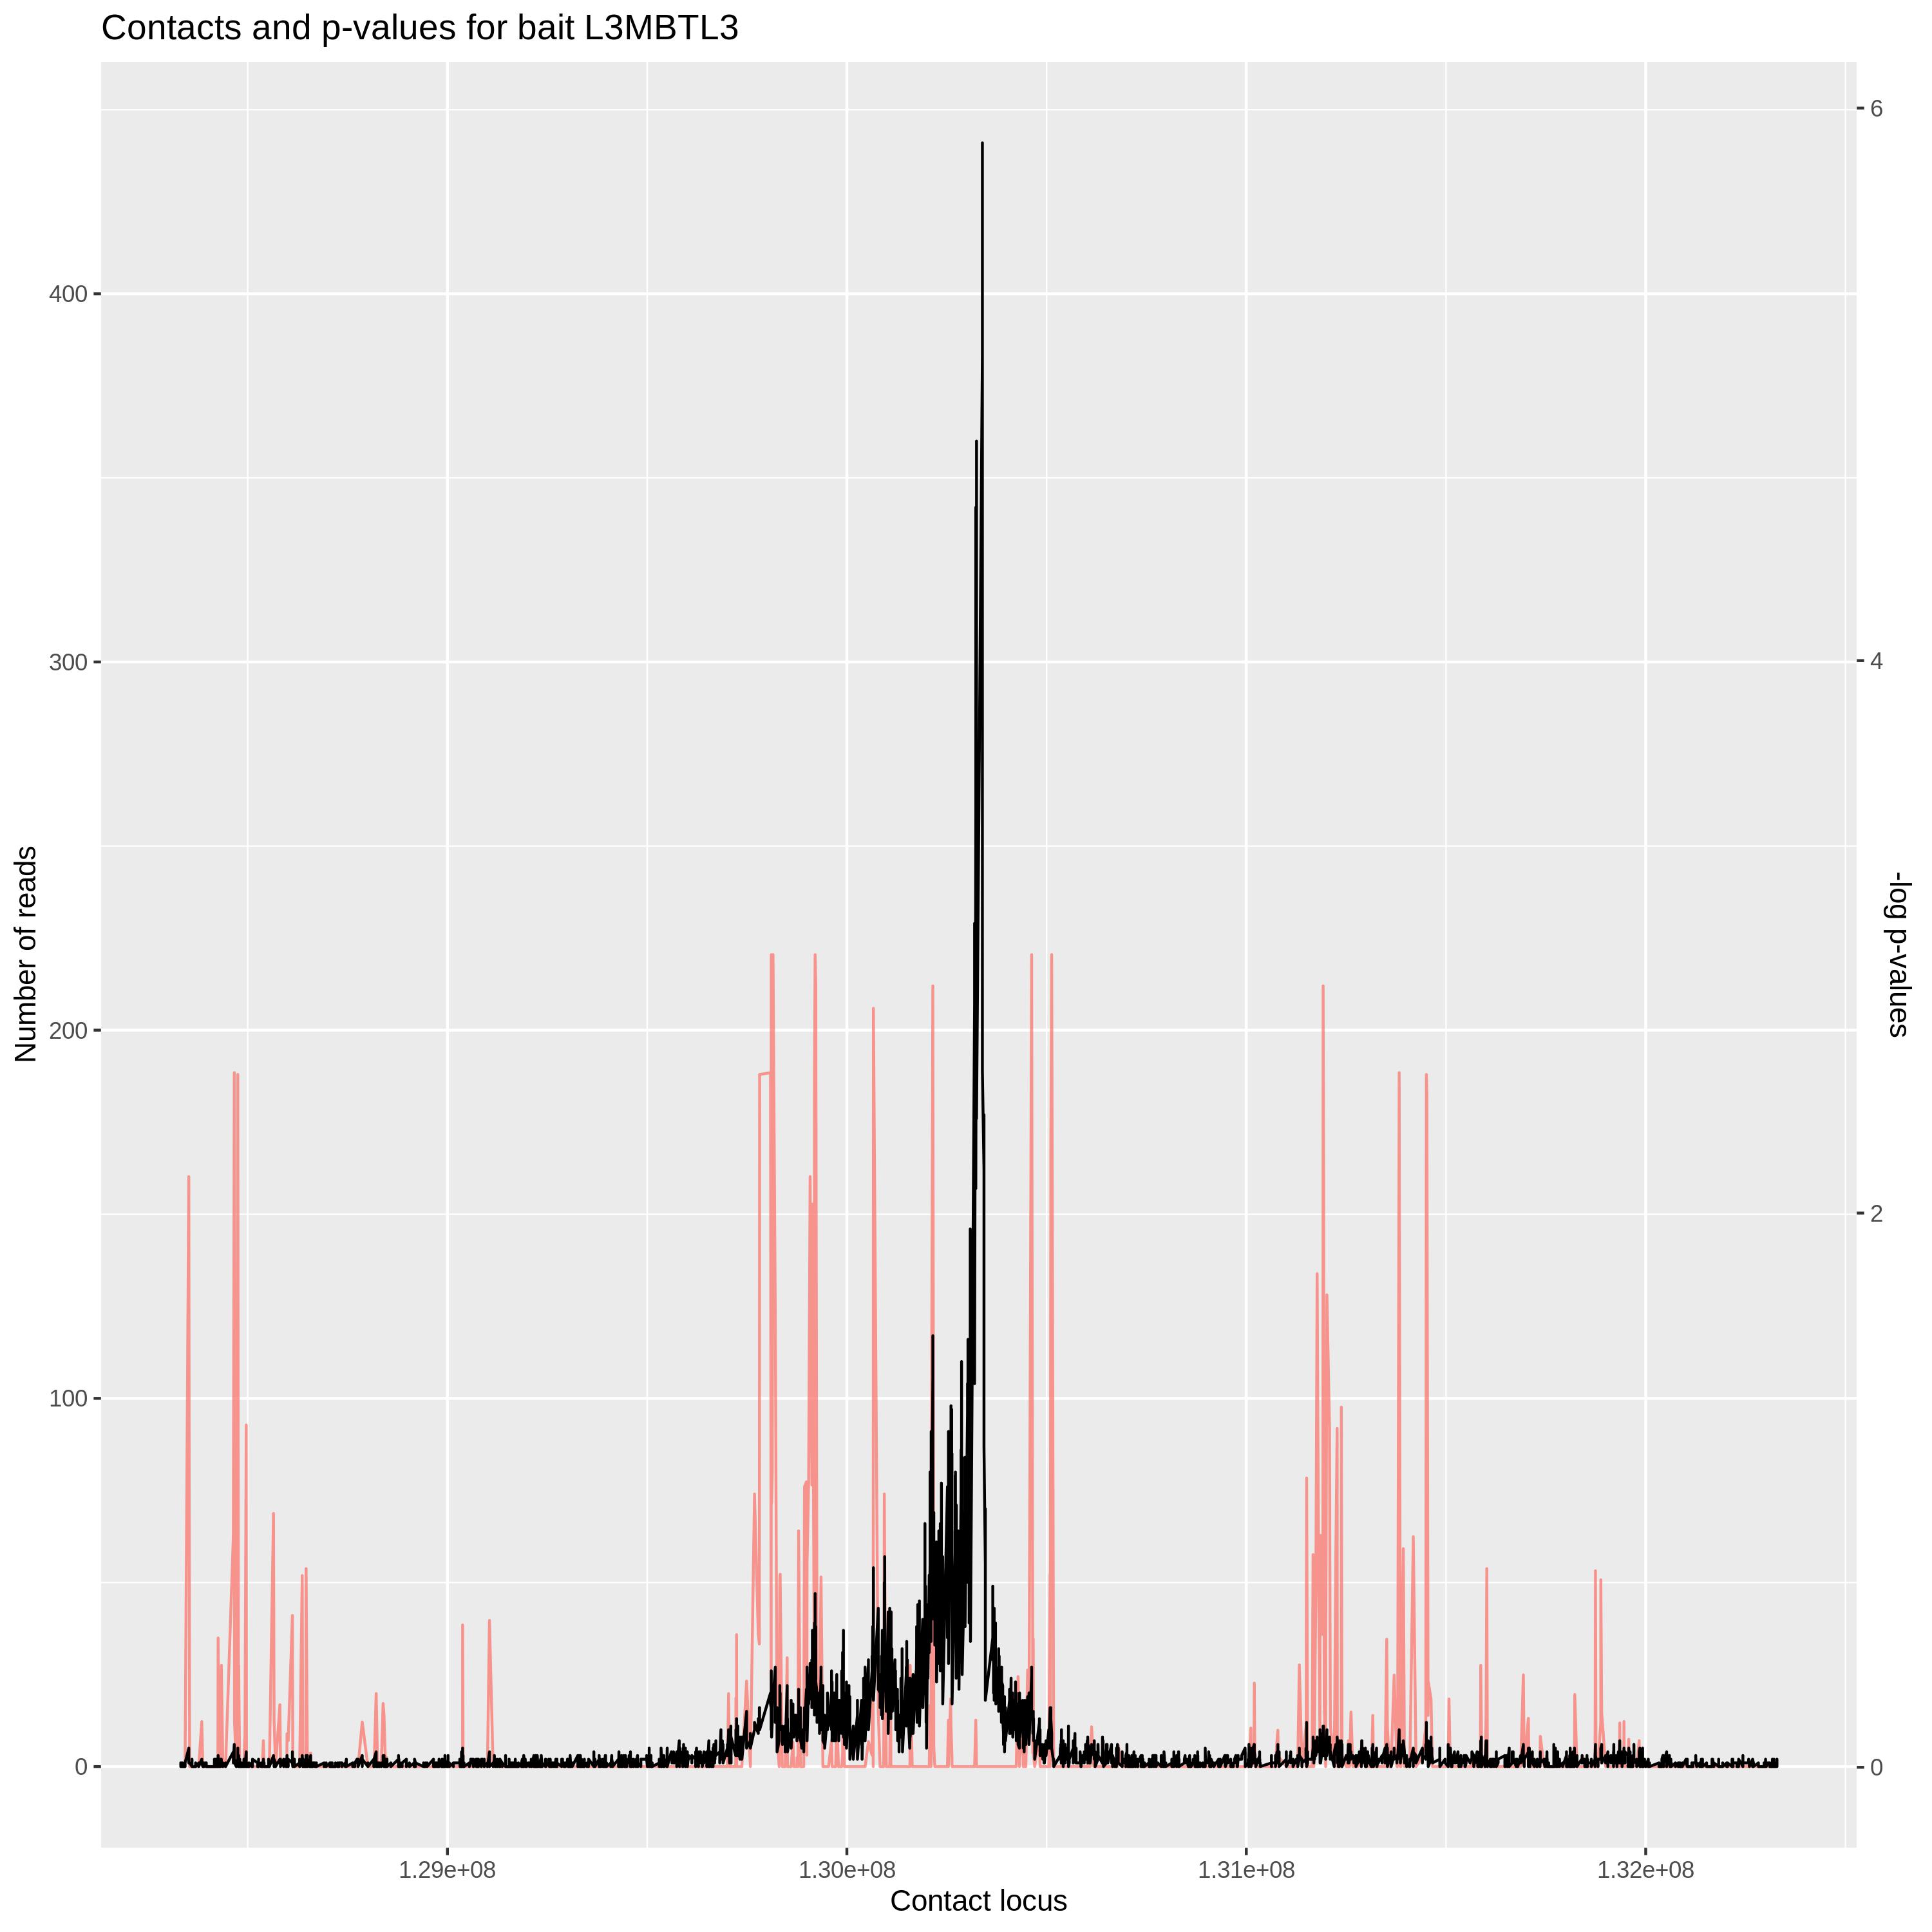 Contacts and p-values for bait L3MBTL3
6
400
300
4
Number of reads
-log p-values
200
2
100
0
0
1.29e+08
1.30e+08
1.31e+08
1.32e+08
Contact locus